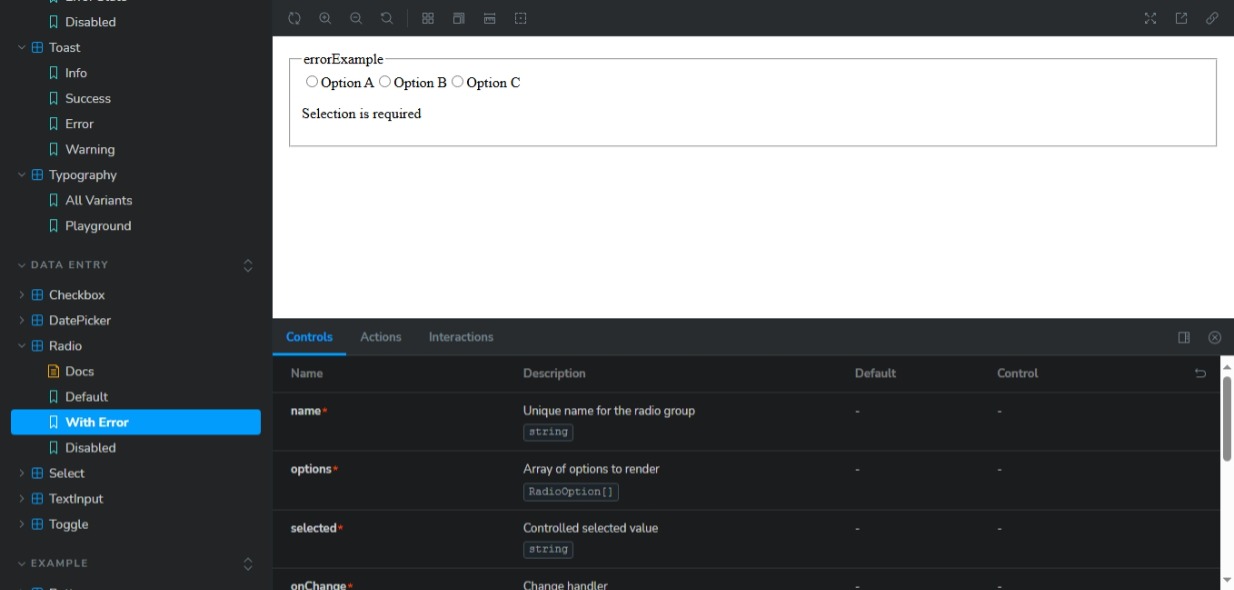 Disabled
Toast
Info
Success
Error
Warning
Typography
All Variants
Playground
DATA ENTRY
Checkbox
DatePicker
Radio
Docs
Default
With Error
Disabled
Select
TextInput
Toggle
EXAMPLE
errorExample
Option A Option B Option C
Selection is required
Controls Actions Interactions
Name Description Default Control
name* Unique name for the radio group - -
string
options* Array of options to render - -
RadioOption[]
selected* Controlled selected value - -
string
onChange* Change handler - -